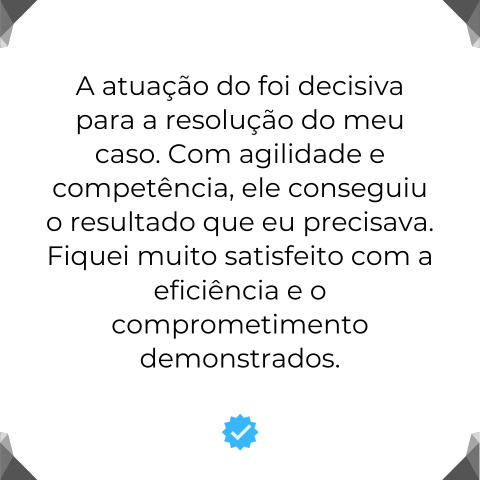 A atuação do foi decisiva
para a resolução do meu
caso. Com agilidade e
competência, ele conseguiu
o resultado que eu precisava.
Fiquei muito satisfeito com a
eficiência e o
comprometimento
demonstrados.